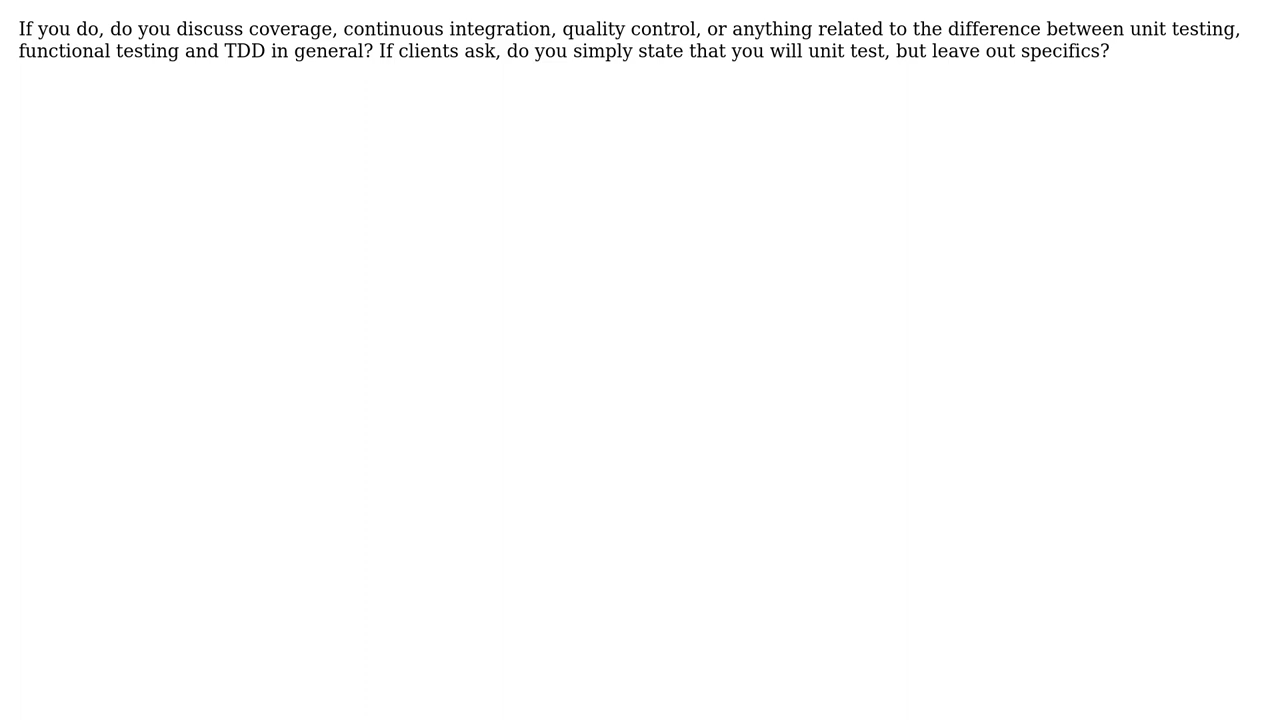 If you do, do you discuss coverage, continuous integration, quality control, or anything related to the difference between unit testing,
functional testing and TDD in general? If clients ask, do you simply state that you will unit test, but leave out specifics?